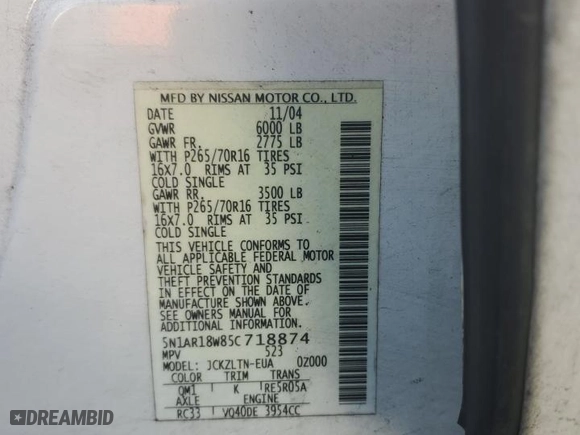 MFD BY NISSAN MOTOR CO., LTD.
DATE 11/04
GVWR 6000 LB
GAWR FR. 2775 LB
WITH P265/70R16 TIRES
16x7.0 RIMS AT 35 PSI
COLD SINGLE
GAWR RR. 3500 LB
WITH P265/70R16 TIRES
16x7.0 RIMS AT 35 PSI
COLD SINGLE
THIS VEHICLE CONFORMS TO
ALL APPLICABLE FEDERAL MOTOR
VEHICLE SAFETY AND
THEFT PREVENTION STANDARDS
IN EFFECT ON THE DATE OF
MANUFACTURE SHOWN ABOVE.
SEE OWNERS MANUAL FOR
ADDITIONAL INFORMATION.
5N1AR18W85C718874
MPV 523
MODEL: JCKZLTN-EUA 0Z000
COLOR TRIM TRANS
QM1 K RE5R05A
AXLE ENGINE
RC33 VQ40DE 3954CC
DREAMBID